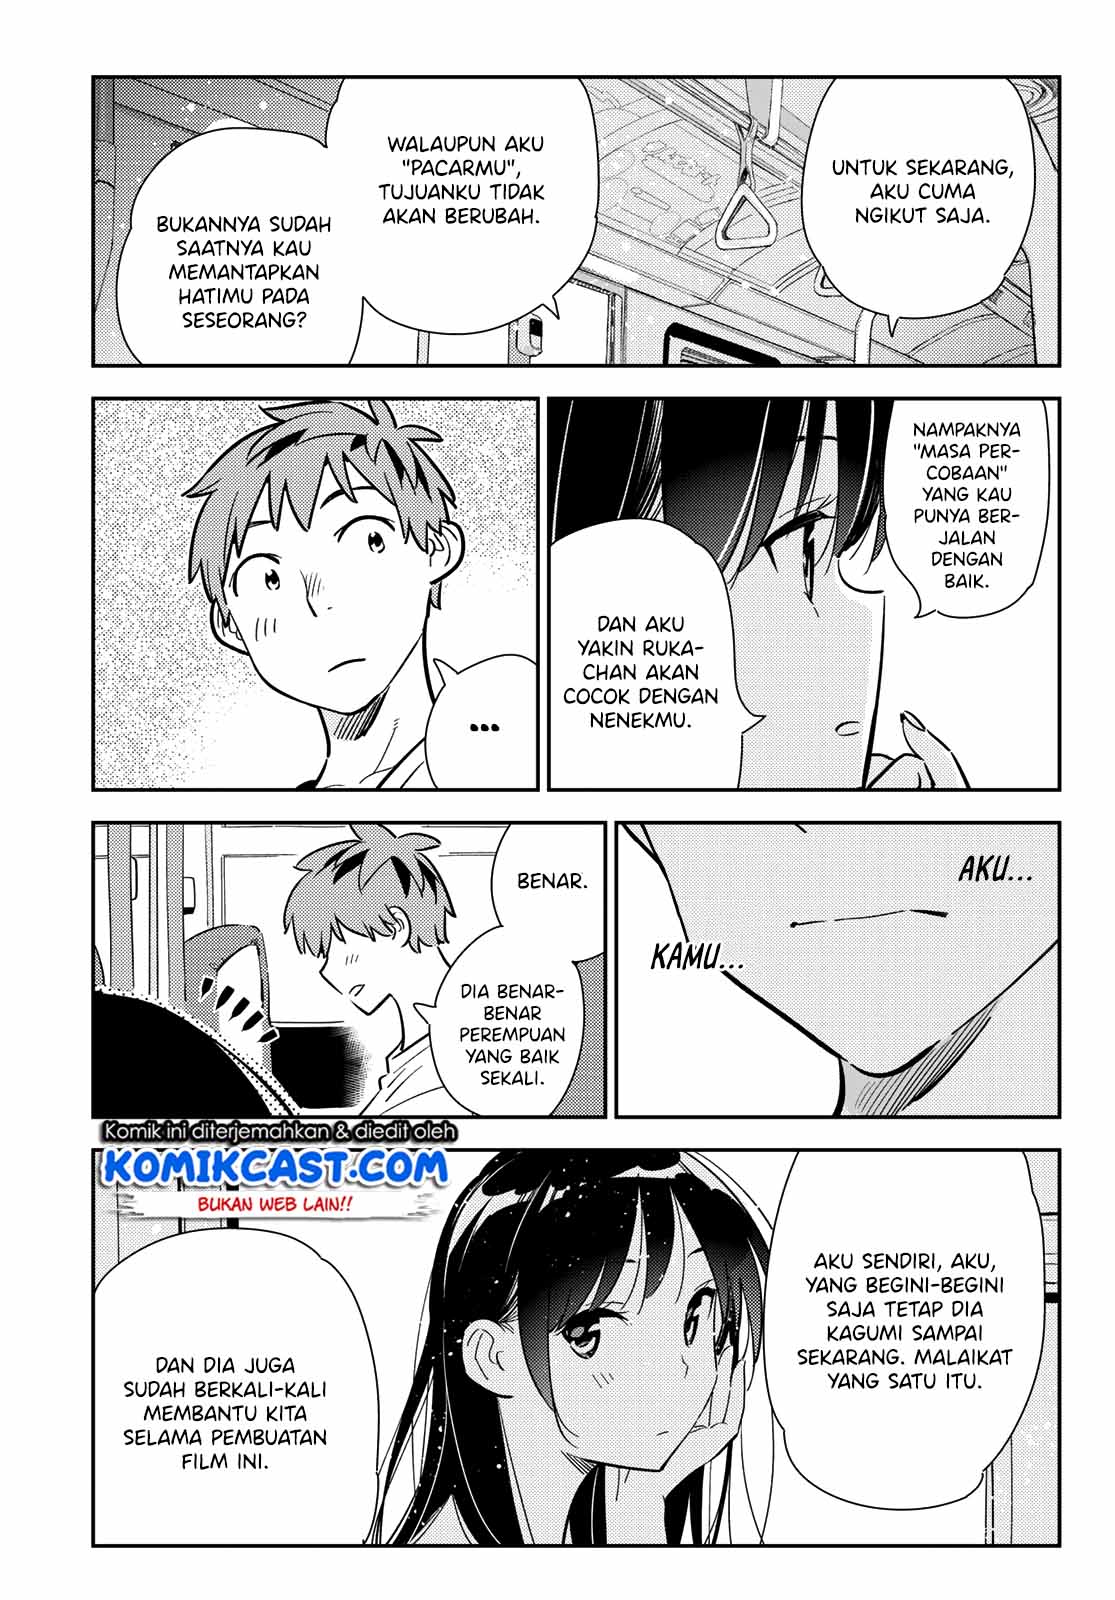 UNTUK SEKARANG,
AKU CUMA
NGIKUT SAJA.
WALAUPUN AKU
"PACARMU",
TUJUANKU TIDAK
AKAN BERUBAH.
BUKANNYA SUDAH
SAATNYA KAU
MEMANTAPKAN
HATIMU PADA
SESEORANG?
NAMPAKNYA
"MASA PER-
COBAAN"
YANG KAU
PUNYA BER-
JALAN
DENGAN
BAIK.
DAN AKU
YAKIN RUKA-
CHAN AKAN
COCOK DENGAN
NENEKMU.
...
AKU...
KAMU...
BENAR.
DIA BENAR-
BENAR
PEREMPUAN
YANG BAIK
SEKALI.
Komik ini diterjemahkan & diedit oleh
KOMIKCAST.COM
BUKAN WEB LAIN!!
AKU SENDIRI, AKU,
YANG BEGINI-BEGINI
SAJA TETAP DIA
KAGUMI SAMPAI
SEKARANG. MALAIKAT
YANG SATU ITU.
DAN DIA JUGA
SUDAH BERKALI-KALI
MEMBANTU KITA
SELAMA PEMBUATAN
FILM INI.